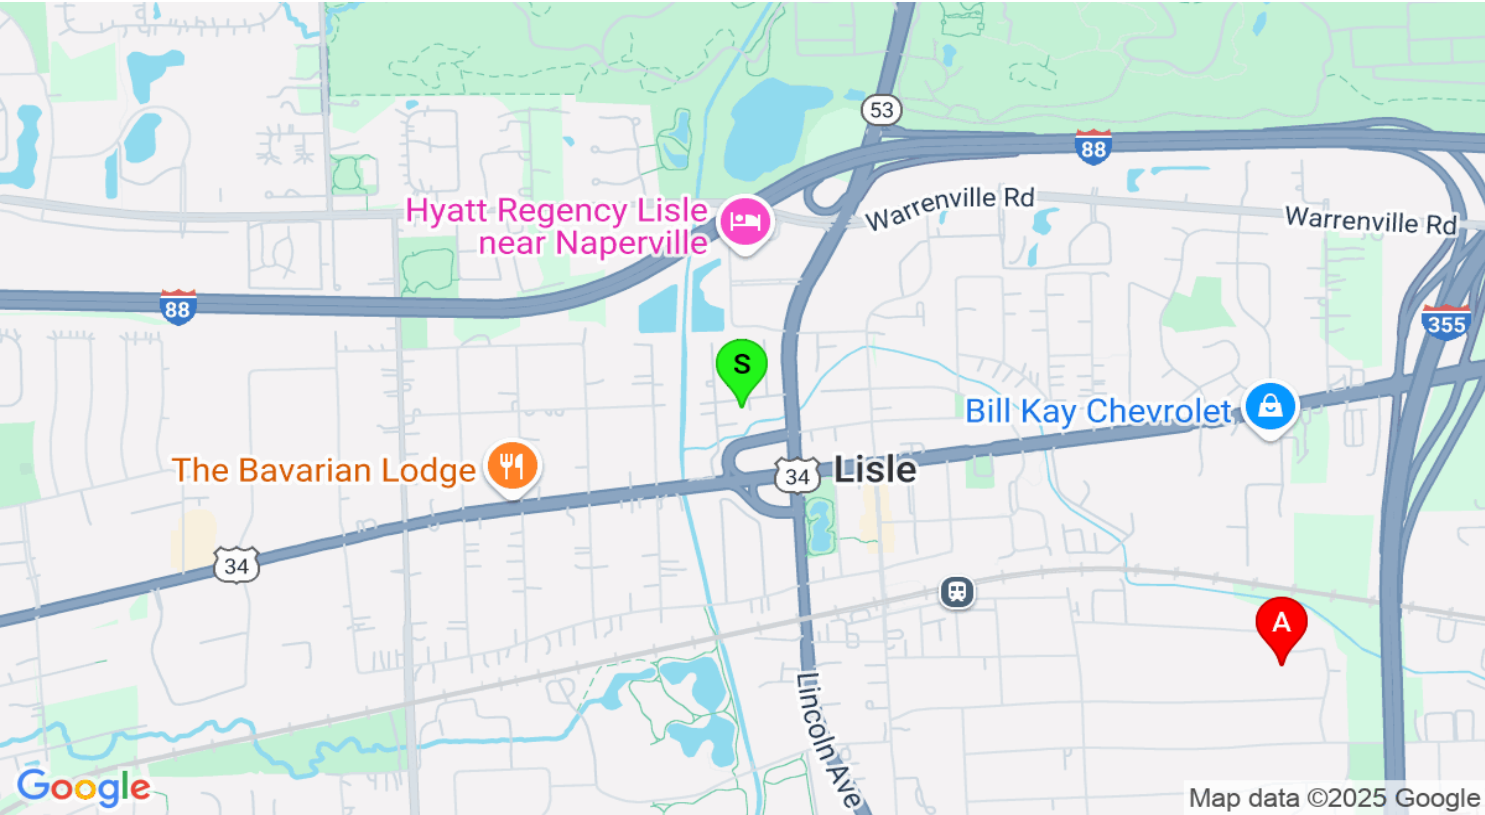 53
88
Warrenville Rd
Hyatt Regency Lisle
near Naperville
Warrenville Rd
88
355
S
Bill Kay Chevrolet
The Bavarian Lodge
34
Lisle
34
A
Lincoln Ave
Google
Map data ©2025 Google